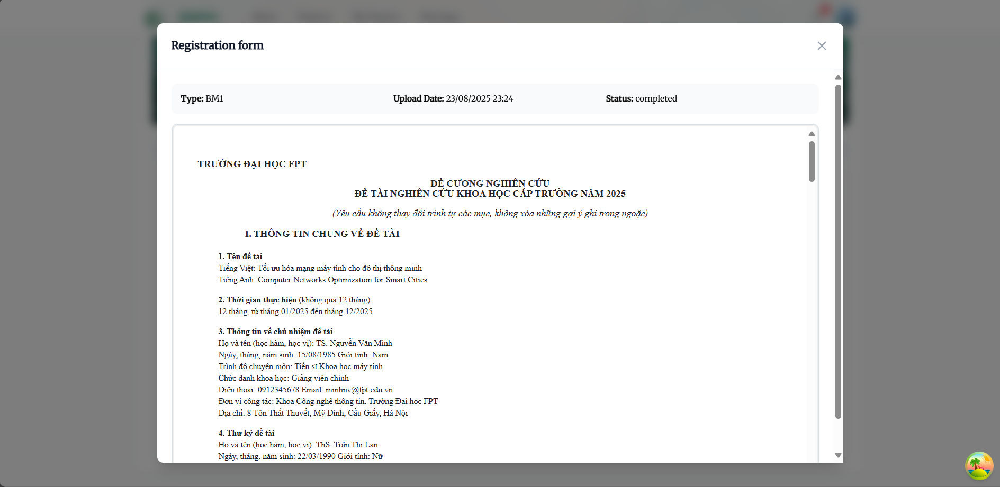 Registration form
Type: BM1
Upload Date: 23/08/2025 23:24
Status: completed
TRƯỜNG ĐẠI HỌC FPT
ĐỀ CƯƠNG NGHIÊN CỨU
ĐỀ TÀI NGHIÊN CỨU KHOA HỌC CẤP TRƯỜNG NĂM 2025
(Yêu cầu không thay đổi trình tự các mục, không xóa những gợi ý ghi trong ngoặc)
I. THÔNG TIN CHUNG VỀ ĐỀ TÀI
1. Tên đề tài
Tiếng Việt: Tối ưu hóa mạng máy tính cho đô thị thông minh
Tiếng Anh: Computer Networks Optimization for Smart Cities
2. Thời gian thực hiện (không quá 12 tháng):
12 tháng, từ tháng 01/2025 đến tháng 12/2025
3. Thông tin về chủ nhiệm đề tài
Họ và tên (học hàm, học vị): TS. Nguyễn Văn Minh
Ngày, tháng, năm sinh: 15/08/1985 Giới tính: Nam
Trình độ chuyên môn: Tiến sĩ Khoa học máy tính
Chức danh khoa học: Giảng viên chính
Điện thoại: 0912345678 Email: minhnv@fpt.edu.vn
Đơn vị công tác: Khoa Công nghệ thông tin, Trường Đại học FPT
Địa chỉ: 8 Tôn Thất Thuyết, Mỹ Đình, Cầu Giấy, Hà Nội
4. Thư ký đề tài
Họ và tên (học hàm, học vị): ThS. Trần Thị Lan
Ngày, tháng, năm sinh: 22/03/1990 Giới tính: Nữ